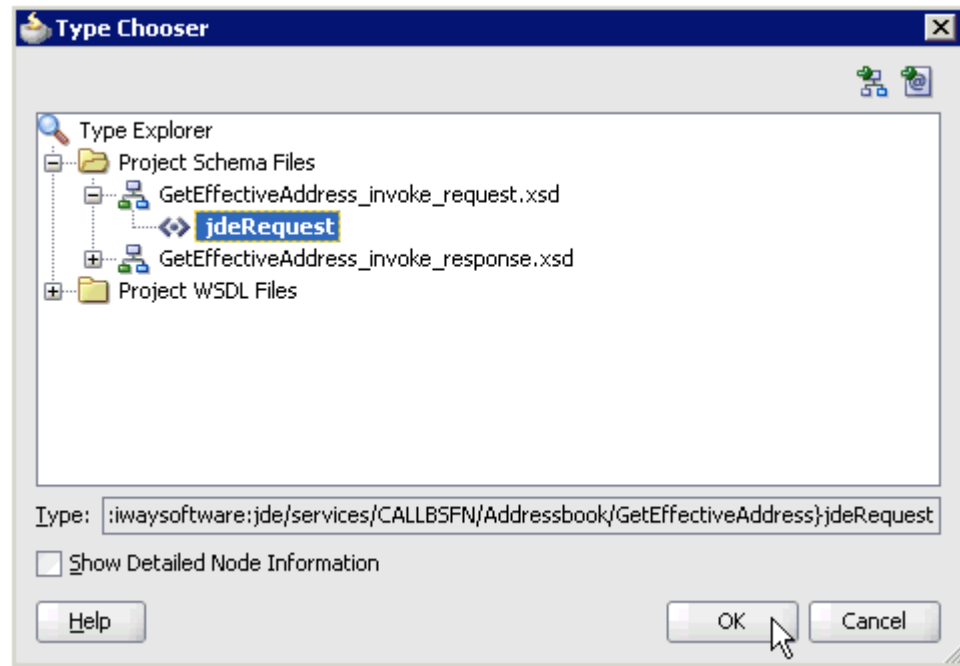 Type Chooser
Type Explorer
Project Schema Files
GetEffectiveAddress_invoke_request.xsd
jdeRequest
GetEffectiveAddress_invoke_response.xsd
Project WSDL Files
Type: :iwaysoftware:jde/services/CALLBSFN/Addressbook/GetEffectiveAddress}jdeRequest
Show Detailed Node Information
Help OK Cancel